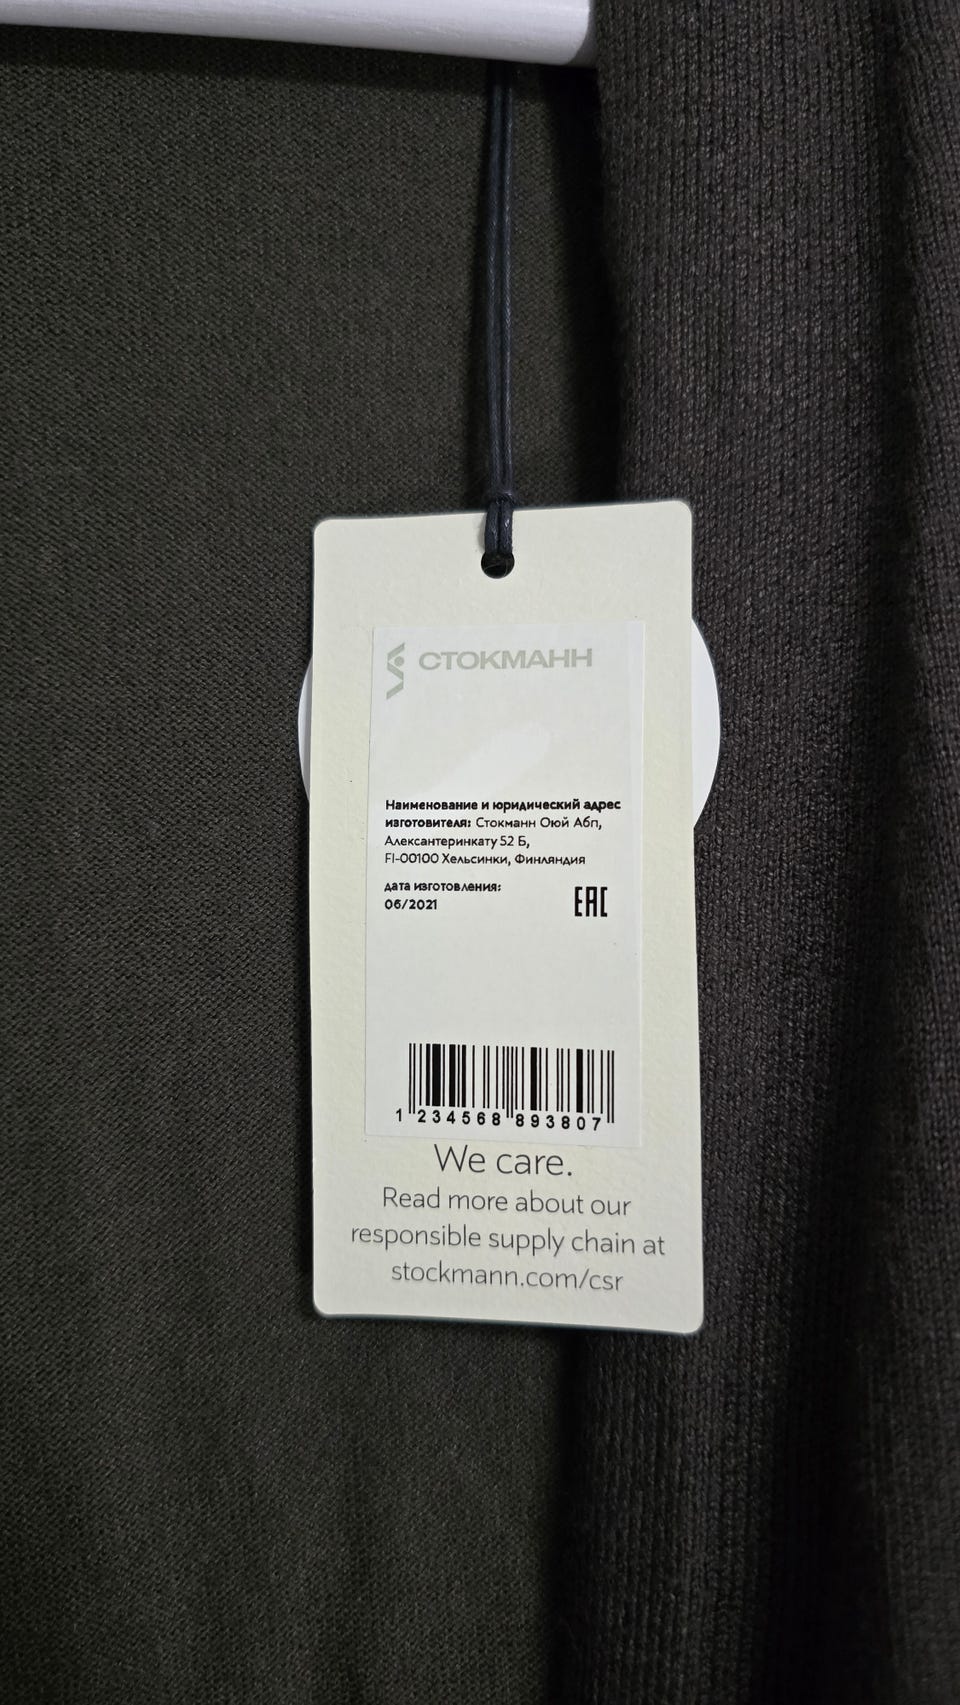 СТОКМАНН
Наименование и юридический адрес
изготовителя: Стокманн Оюй Абп,
Алексантеринкату 52 Б,
FI-00100 Хельсинки, Финляндия
дата изготовления:
06/2021
EAC
1 234568 893807
We care.
Read more about our
responsible supply chain at
stockmann.com/csr